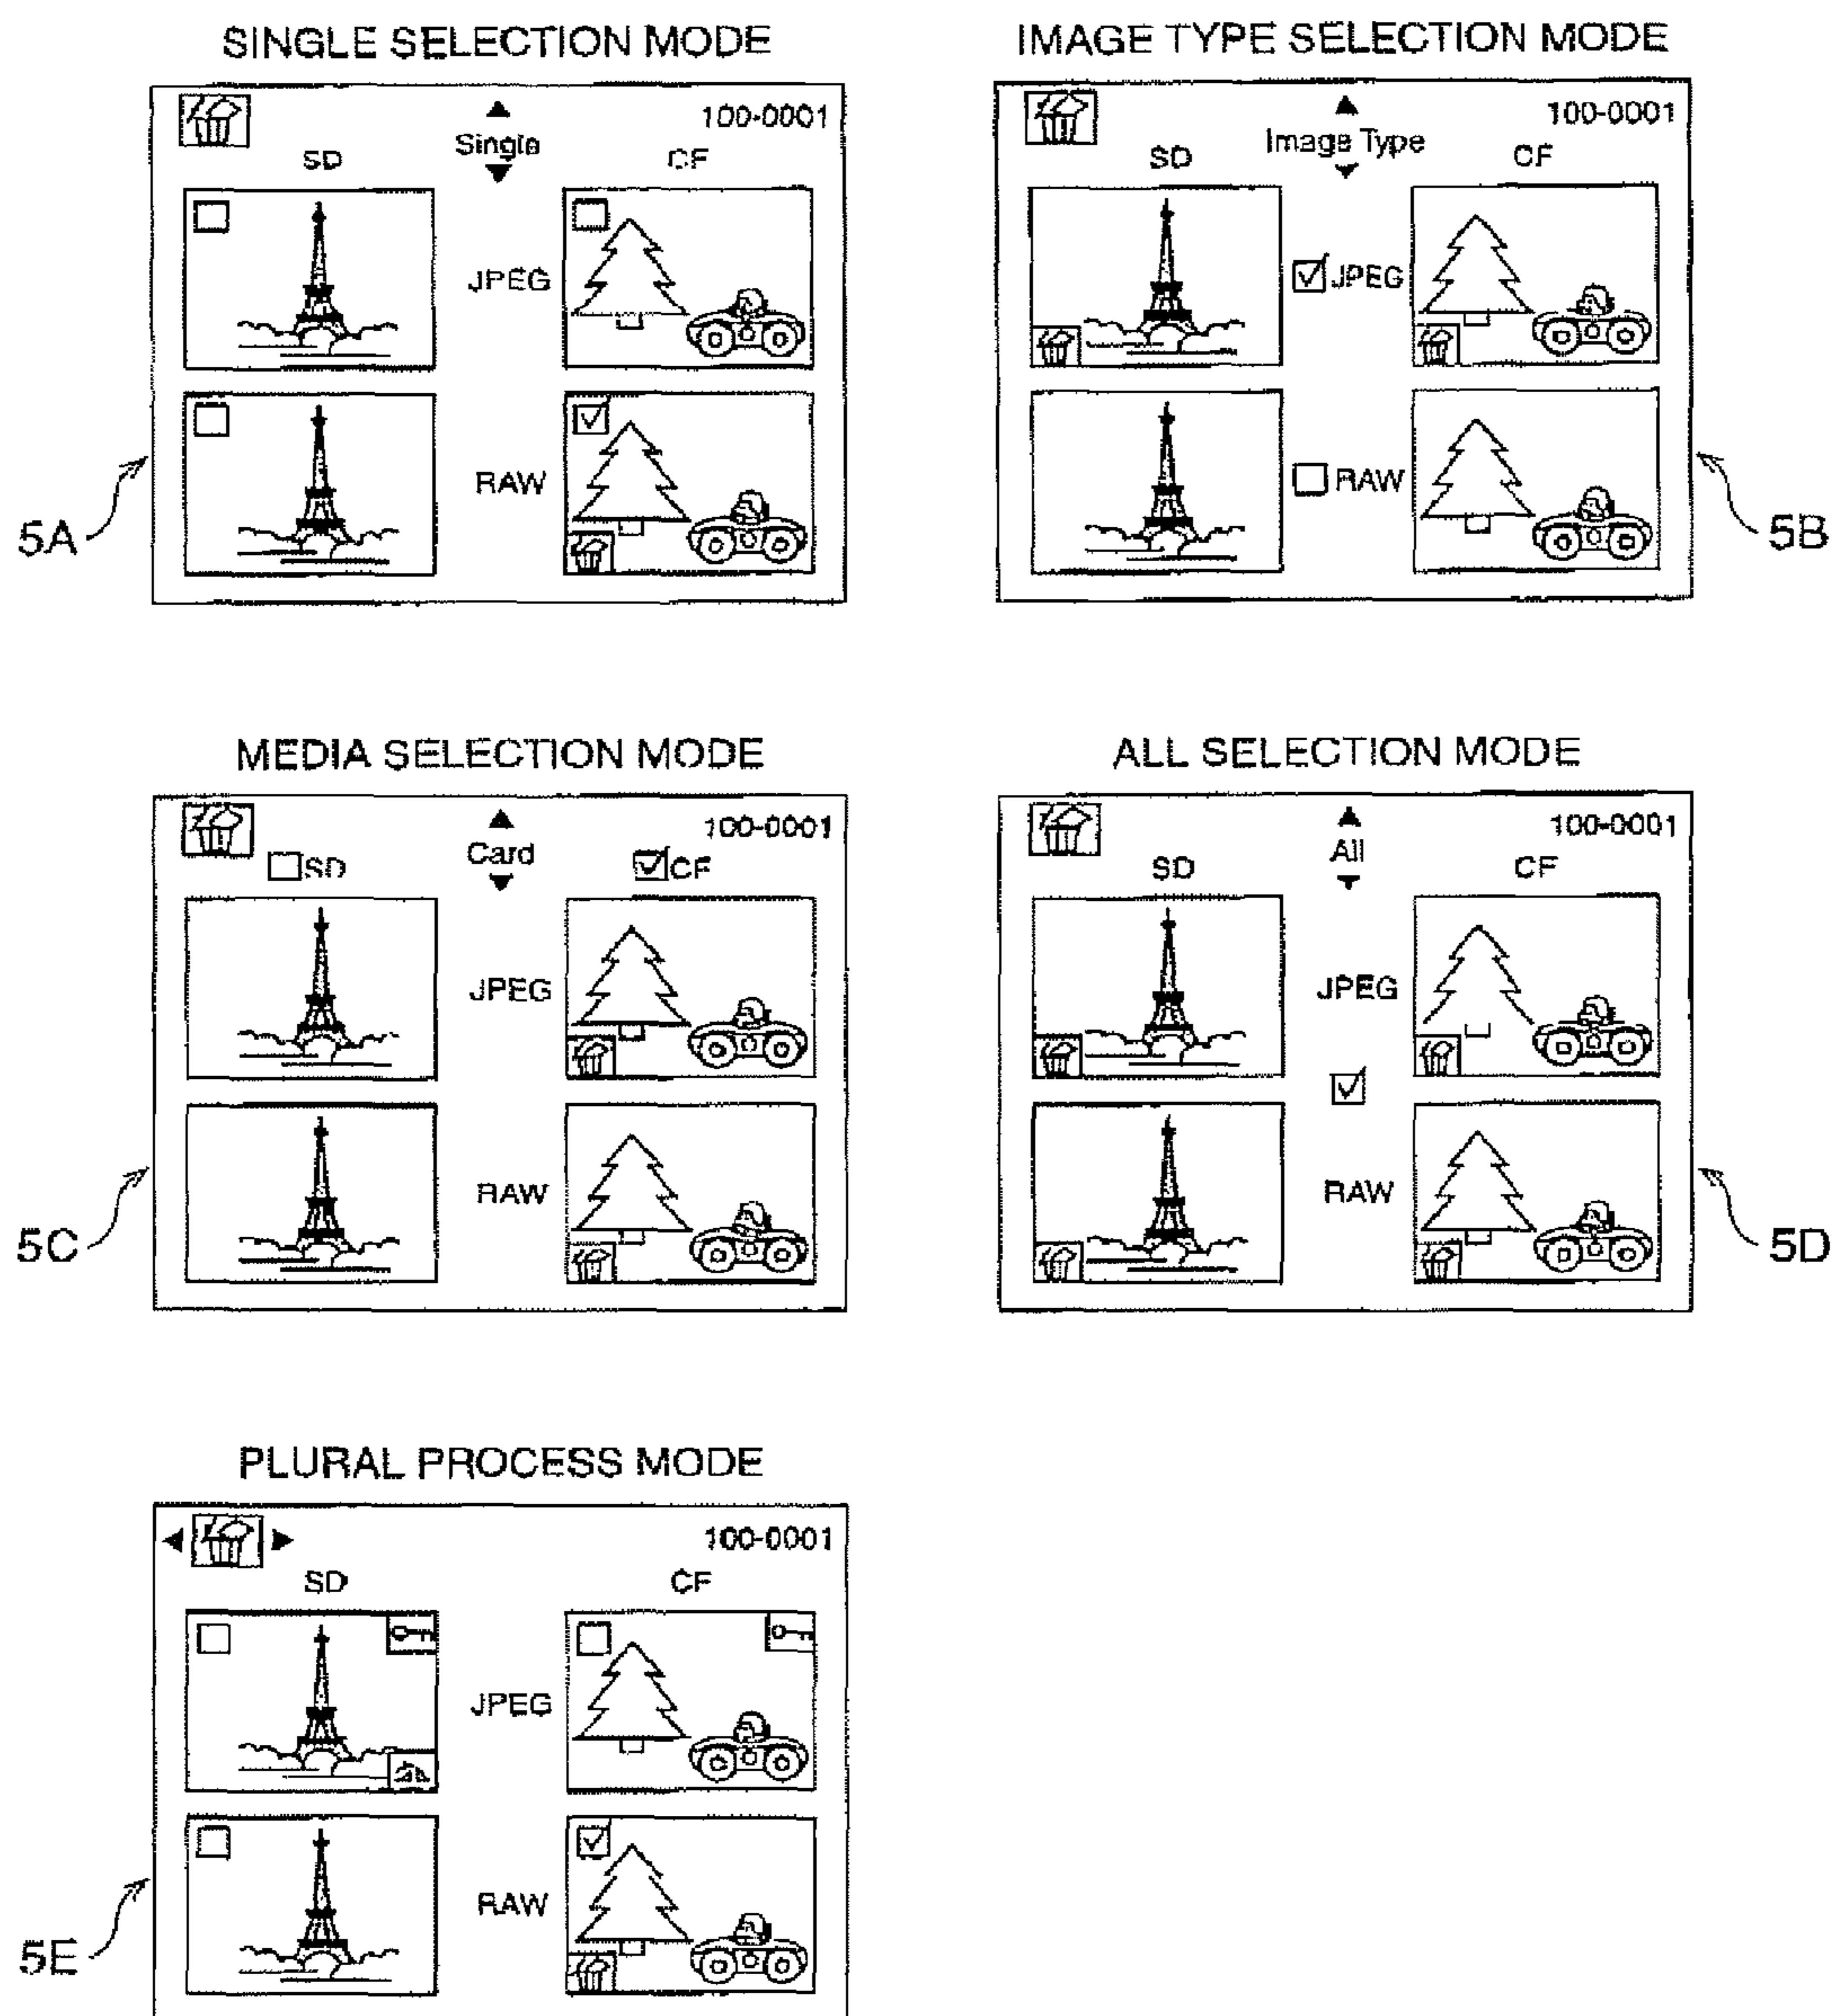 SINGLE SELECTION MODE
100-0001
Single
SD
CF
JPEG
RAW
5A
IMAGE TYPE SELECTION MODE
100-0001
Image Type
SD
CF
JPEG
RAW
5B
MEDIA SELECTION MODE
100-0001
Card
SD
CF
JPEG
RAW
5C
ALL SELECTION MODE
100-0001
All
SD
CF
JPEG
RAW
5D
PLURAL PROCESS MODE
100-0001
SD
CF
JPEG
RAW
5E